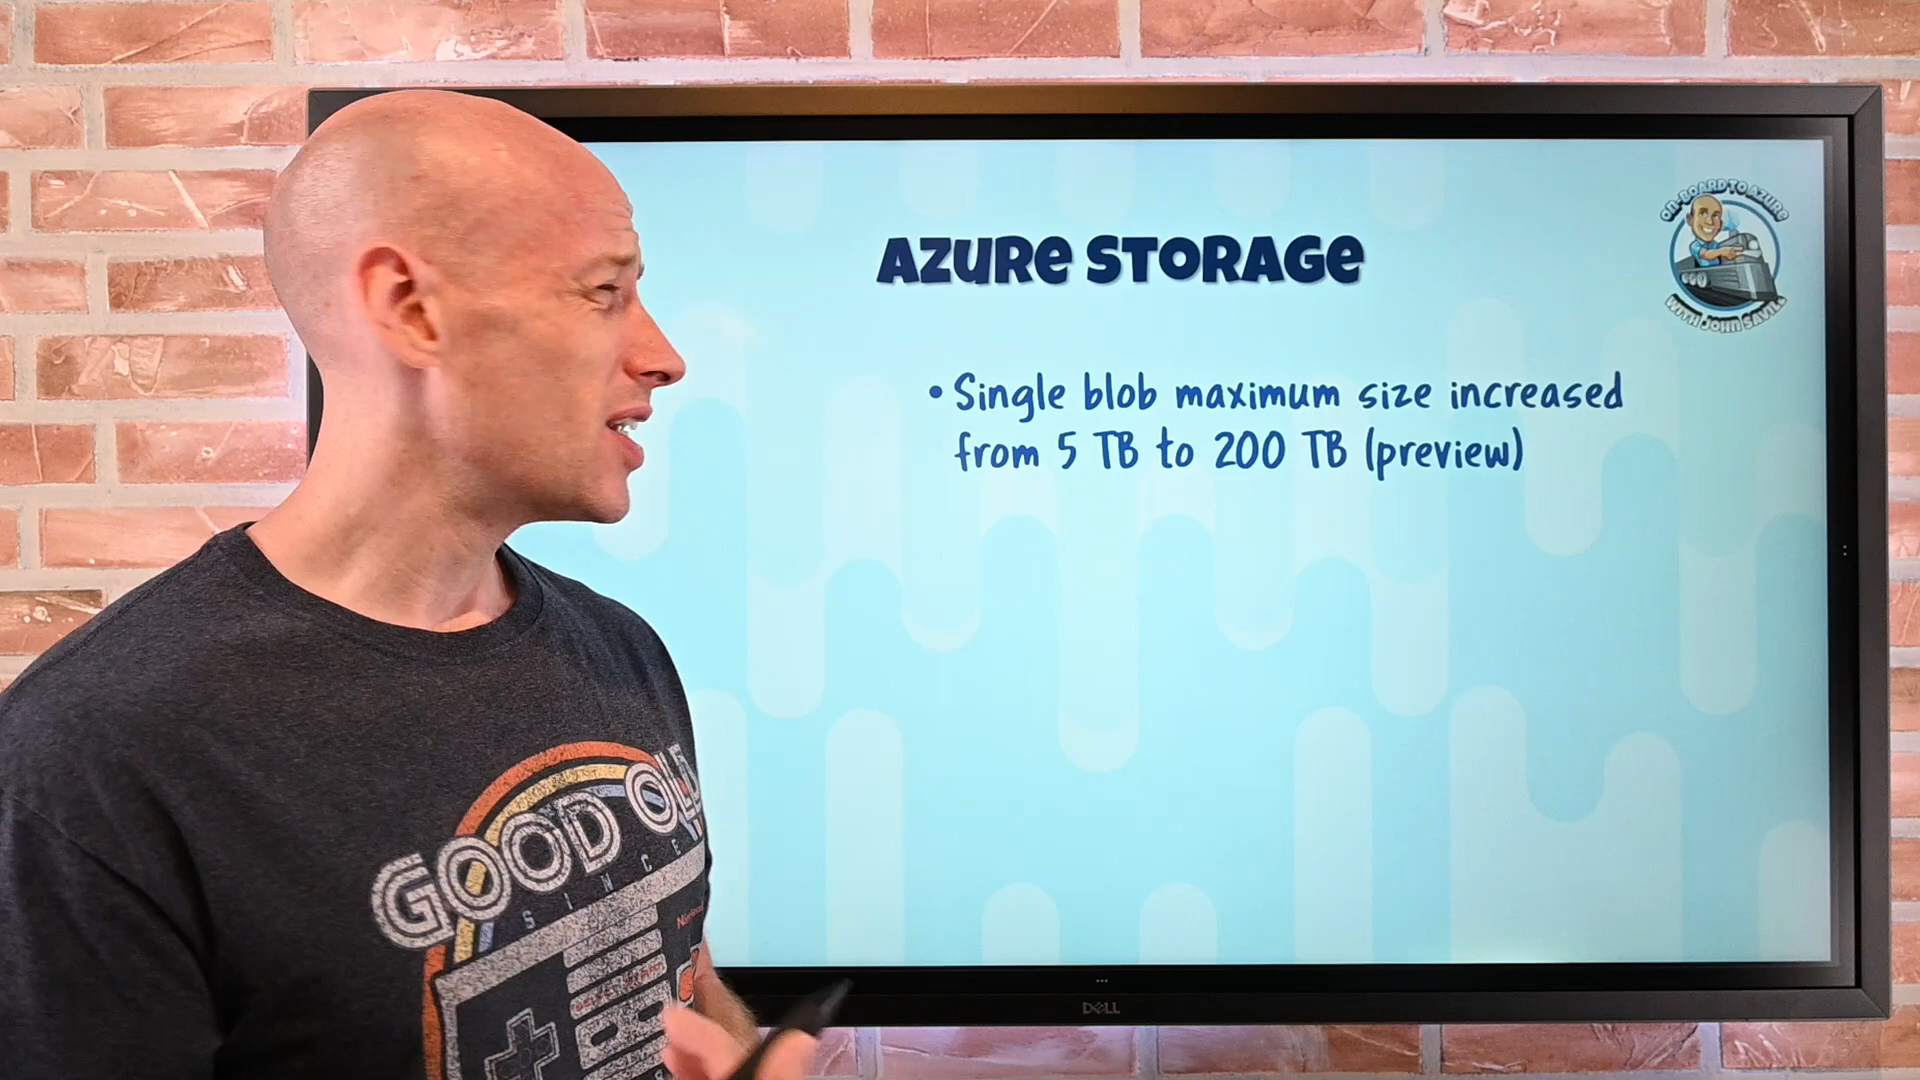 ON-BOARD TO AZURE
WITH JOHN SAVILL
AZURE STORAGE
• Single blob maximum size increased
from 5 TB to 200 TB (preview)
GOOD OLD
SINCE
DELL